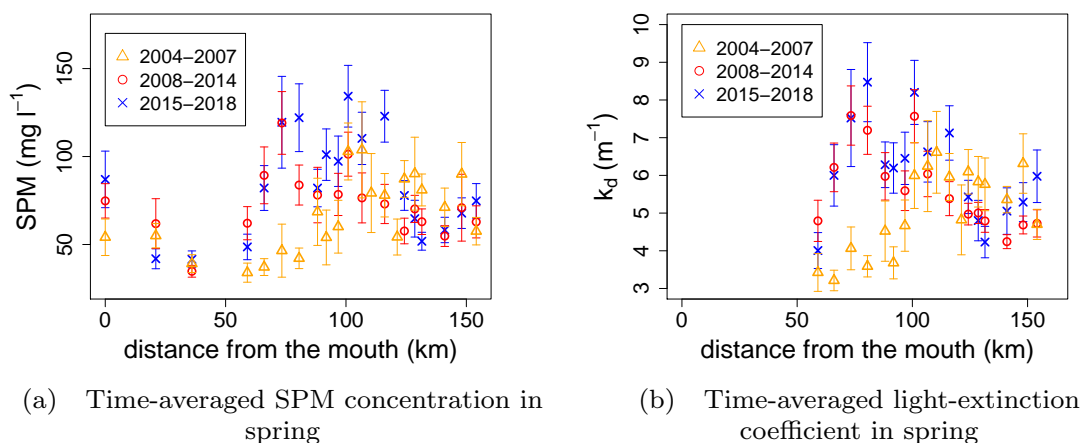 2004−2007
2008−2014
2015−2018
SPM (mg l⁻¹)
150
100
50
0 50 100 150
distance from the mouth (km)
(a) Time-averaged SPM concentration in
spring
2004−2007
2008−2014
2015−2018
k_d (m⁻¹)
10
9
8
7
6
5
4
3
0 50 100 150
distance from the mouth (km)
(b) Time-averaged light-extinction
coefficient in spring